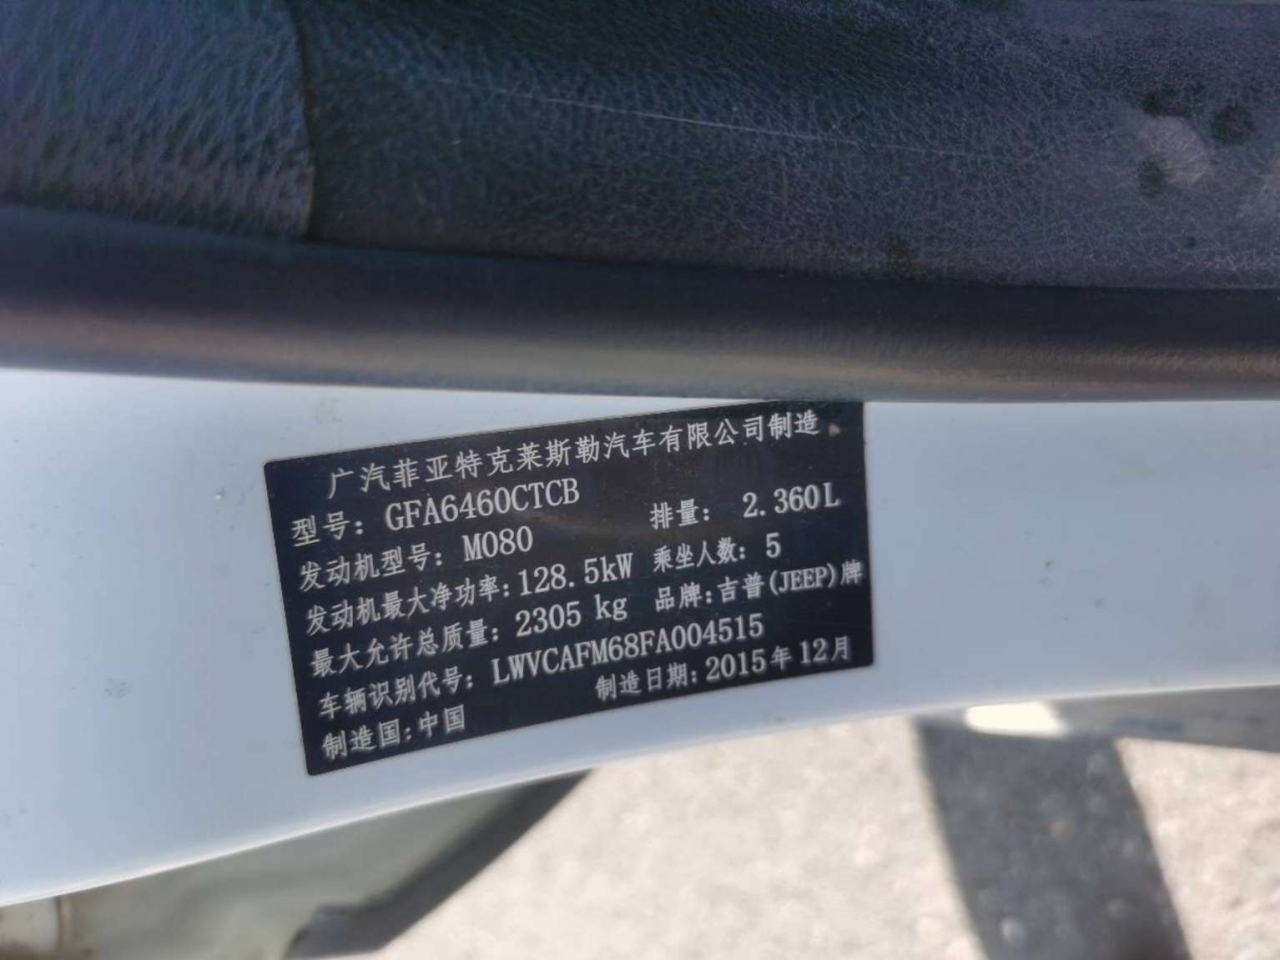 广汽菲亚特克莱斯勒汽车有限公司制造
型号: GFA6460CTCB
发动机型号: M080 排量: 2.360L
发动机最大净功率: 128.5kW 乘坐人数: 5
最大允许总质量: 2305 kg 品牌: 吉普(JEEP)牌
车辆识别代号: LWVCAFM68FA004515
制造国: 中国 制造日期: 2015年12月